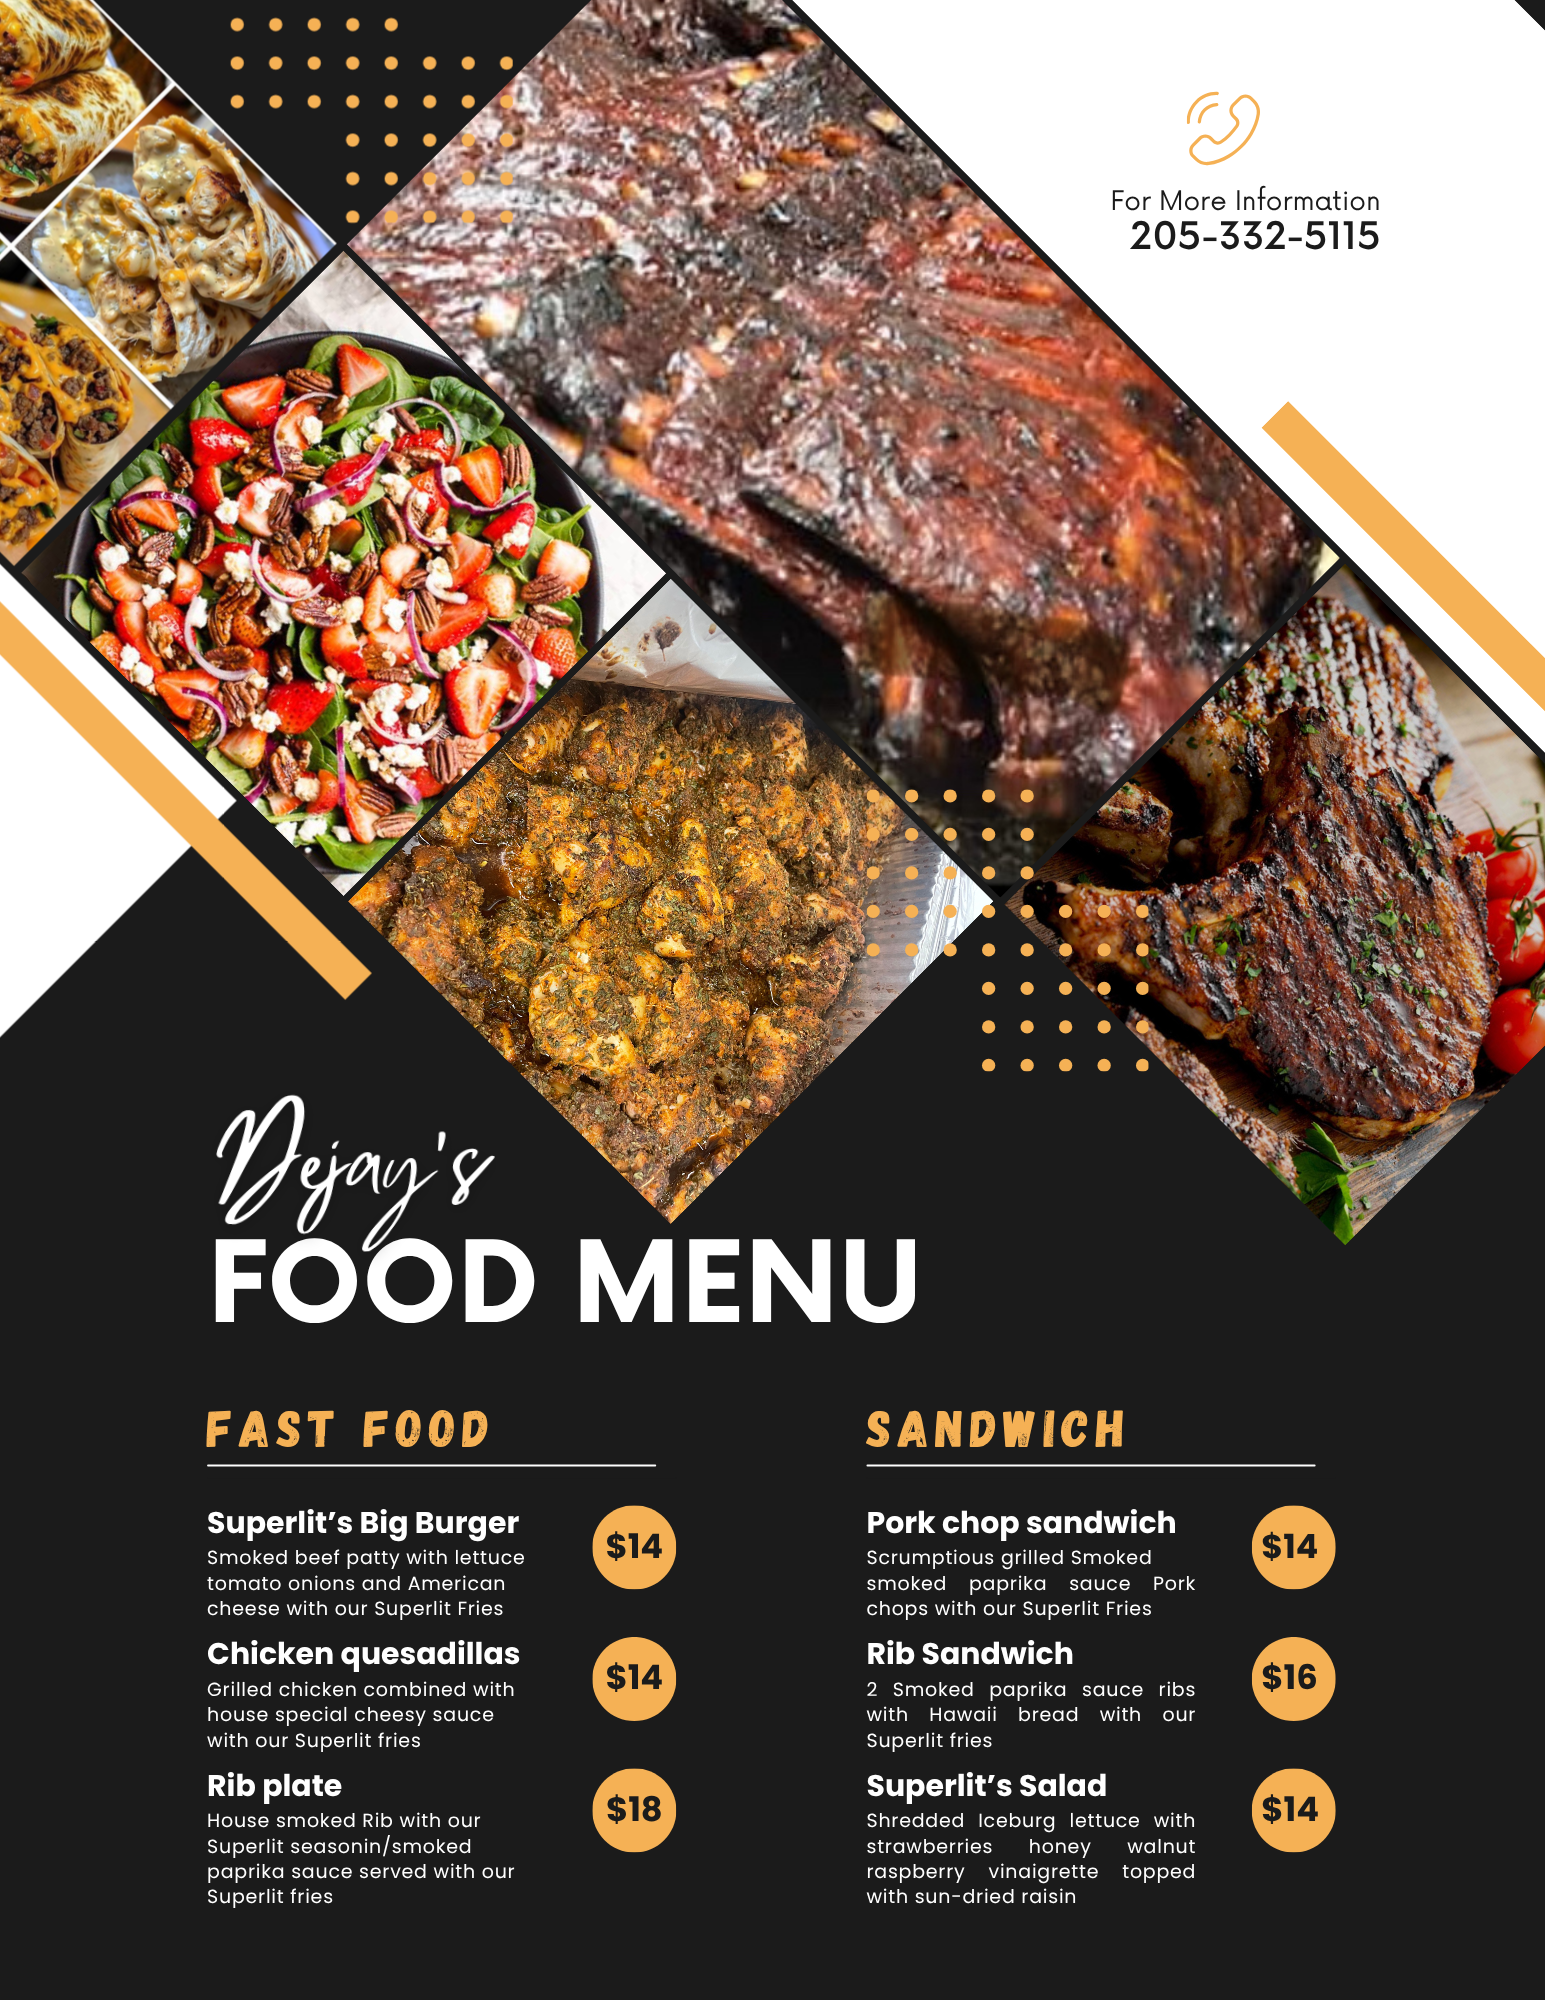 For More Information
205-332-5115
Dejay's
FOOD MENU
FAST FOOD
Superlit's Big Burger
$14
Smoked beef patty with lettuce
tomato onions and American
cheese with our Superlit Fries
Chicken quesadillas
$14
Grilled chicken combined with
house special cheesy sauce
with our Superlit fries
Rib plate
$18
House smoked Rib with our
Superlit seasonin/smoked
paprika sauce served with our
Superlit fries
SANDWICH
Pork chop sandwich
$14
Scrumptious grilled Smoked
smoked paprika sauce Pork
chops with our Superlit Fries
Rib Sandwich
$16
2 Smoked paprika sauce ribs
with Hawaii bread with our
Superlit fries
Superlit's Salad
$14
Shredded Iceburg lettuce with
strawberries honey walnut
raspberry vinaigrette topped
with sun-dried raisin